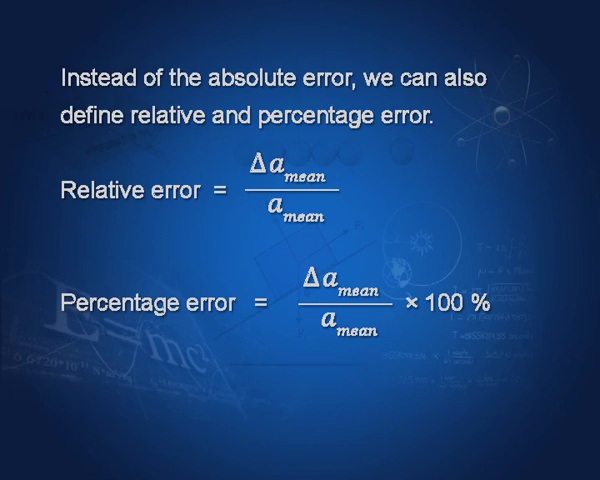 Instead of the absolute error, we can also
define relative and percentage error.
Relative error = Δa_mean / a_mean
Percentage error = Δa_mean / a_mean × 100 %
E=mc²